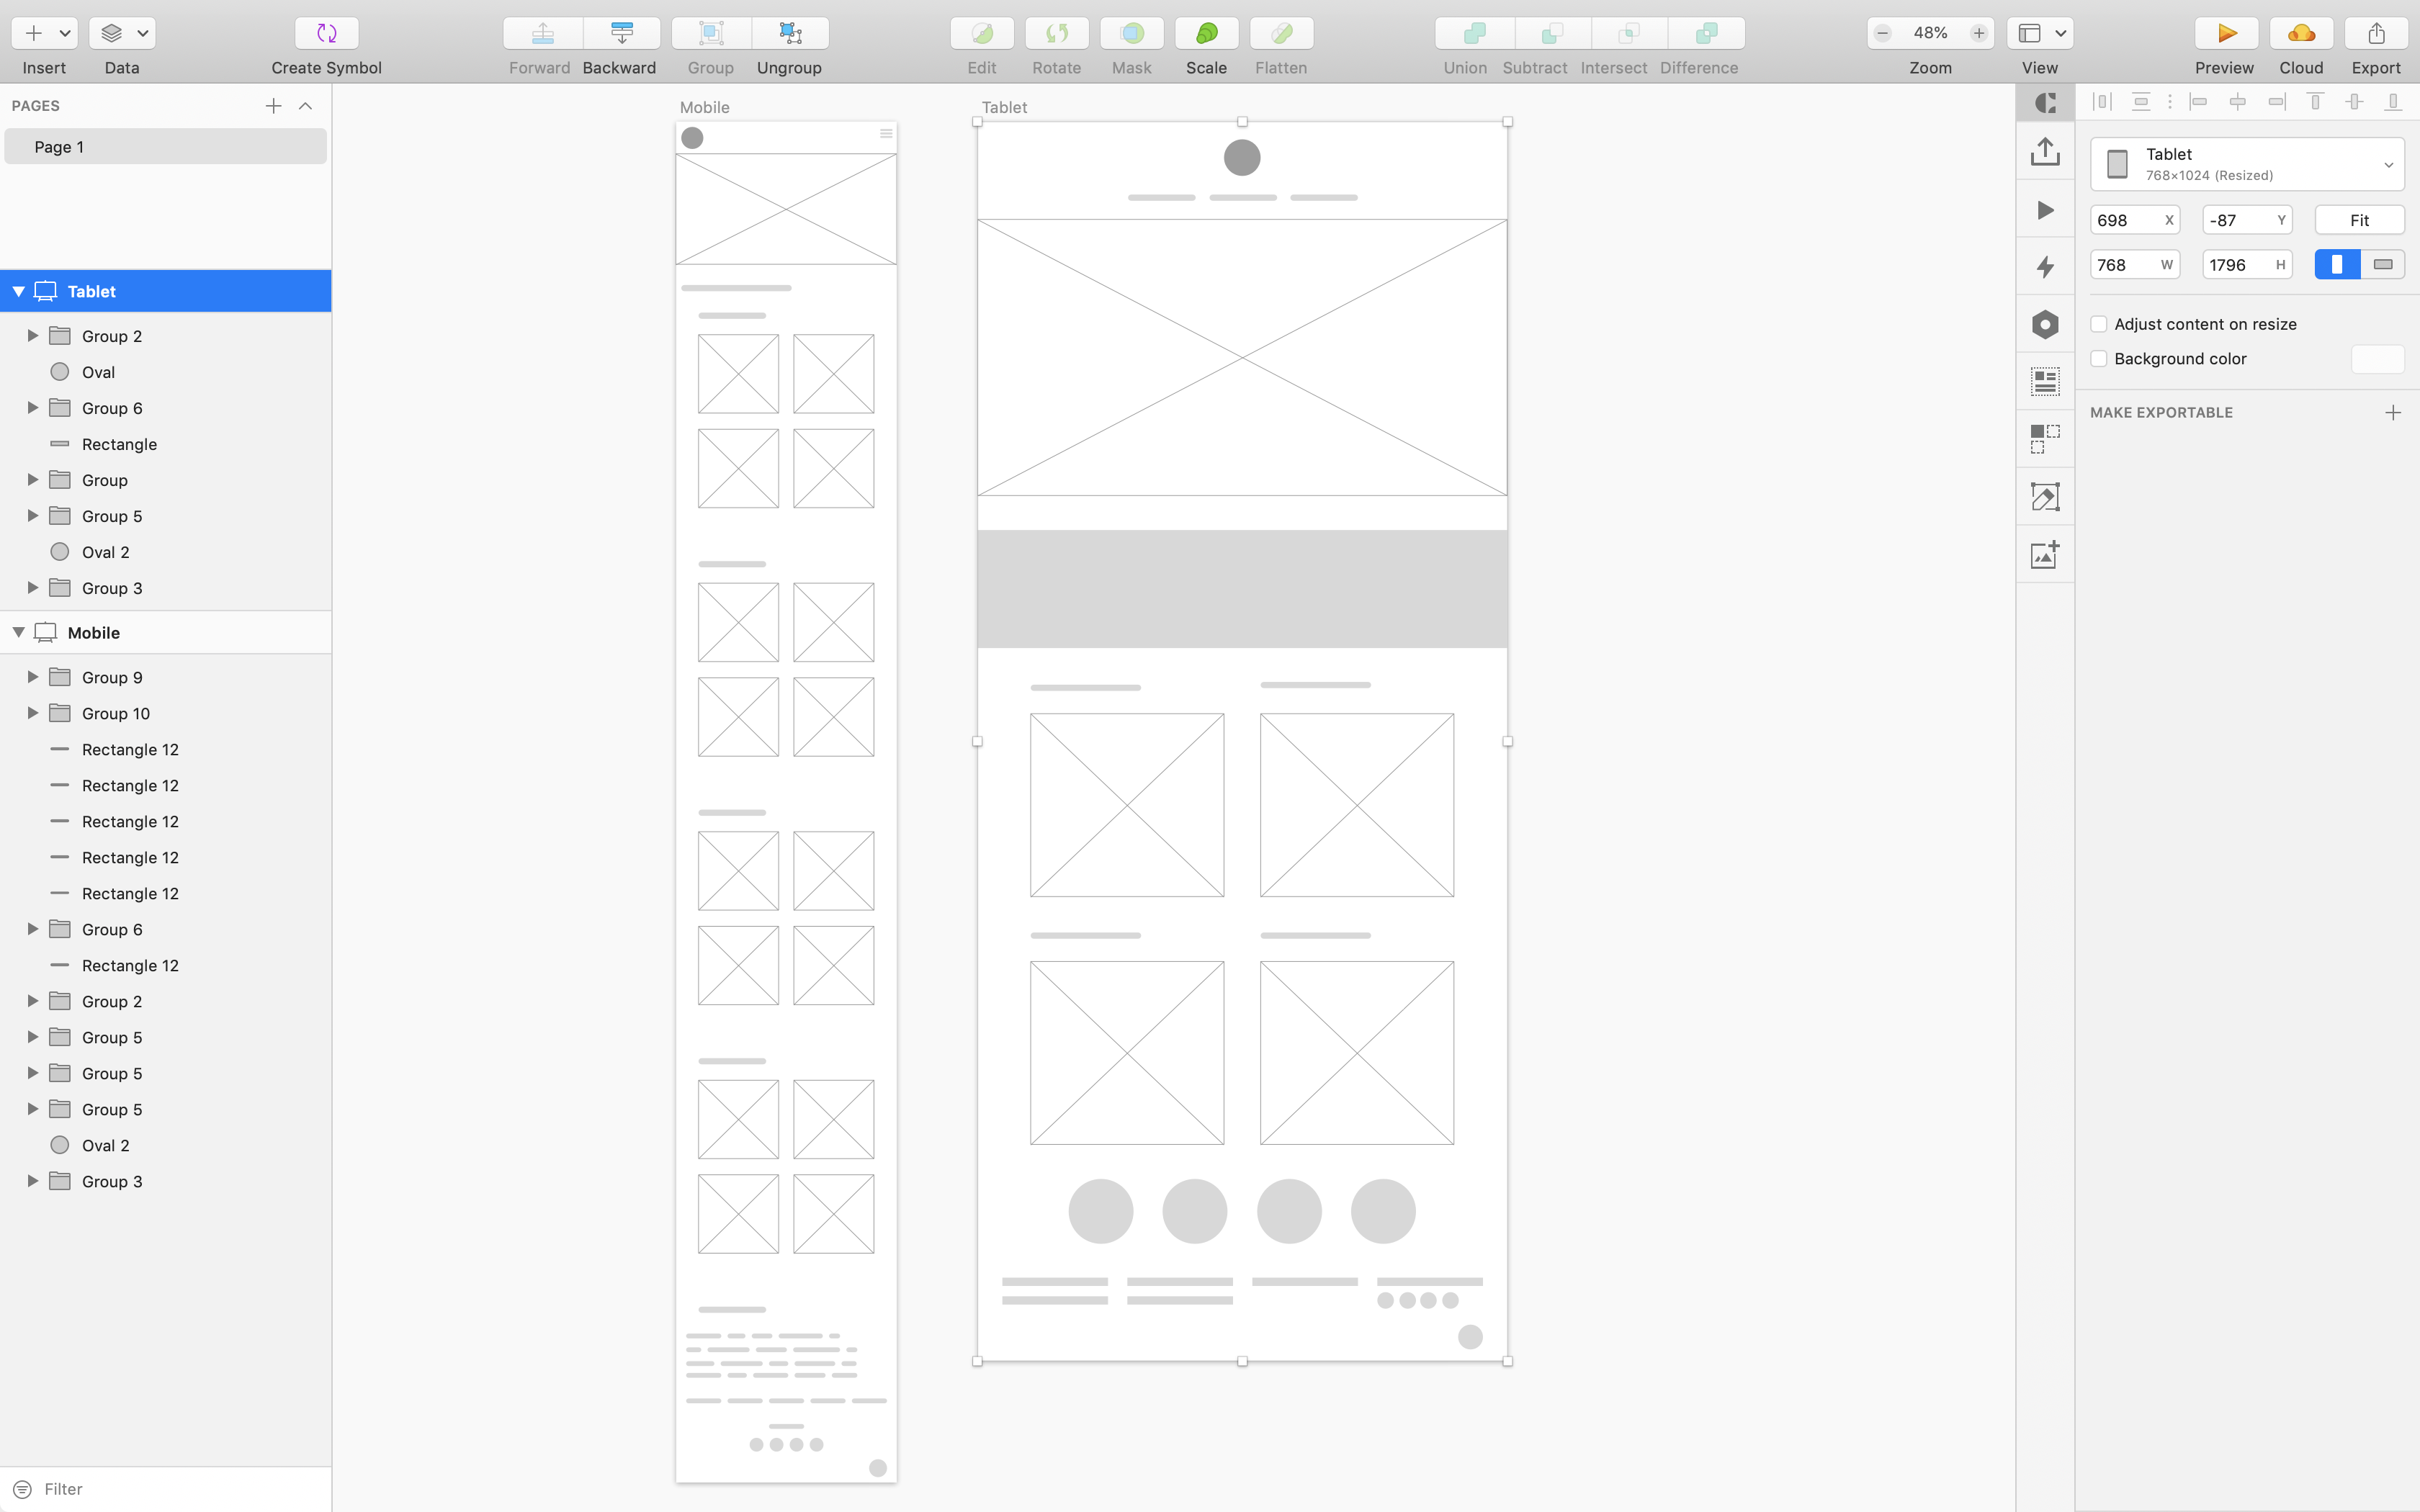 48%
Insert Data Create Symbol Forward Backward Group Ungroup Edit Rotate Mask Scale Flatten Union Subtract Intersect Difference Zoom View Preview Cloud Export
PAGES
Page 1
Tablet
Group 2
Oval
Group 6
Rectangle
Group
Group 5
Oval 2
Group 3
Mobile
Group 9
Group 10
Rectangle 12
Rectangle 12
Rectangle 12
Rectangle 12
Rectangle 12
Group 6
Rectangle 12
Group 2
Group 5
Group 5
Group 5
Oval 2
Group 3
Filter
Mobile
Tablet
Tablet
768×1024 (Resized)
698 X -87 Y Fit
768 W 1796 H
Adjust content on resize
Background color
MAKE EXPORTABLE